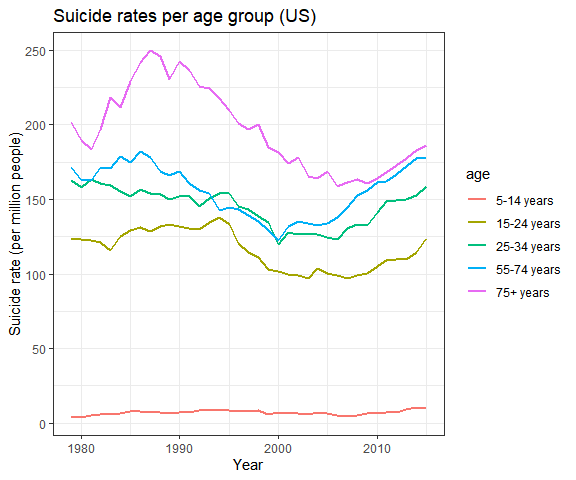 Suicide rates per age group (US)
Suicide rate (per million people)
250
200
150
100
50
0
1980 1990 2000 2010
Year
age
5-14 years
15-24 years
25-34 years
55-74 years
75+ years